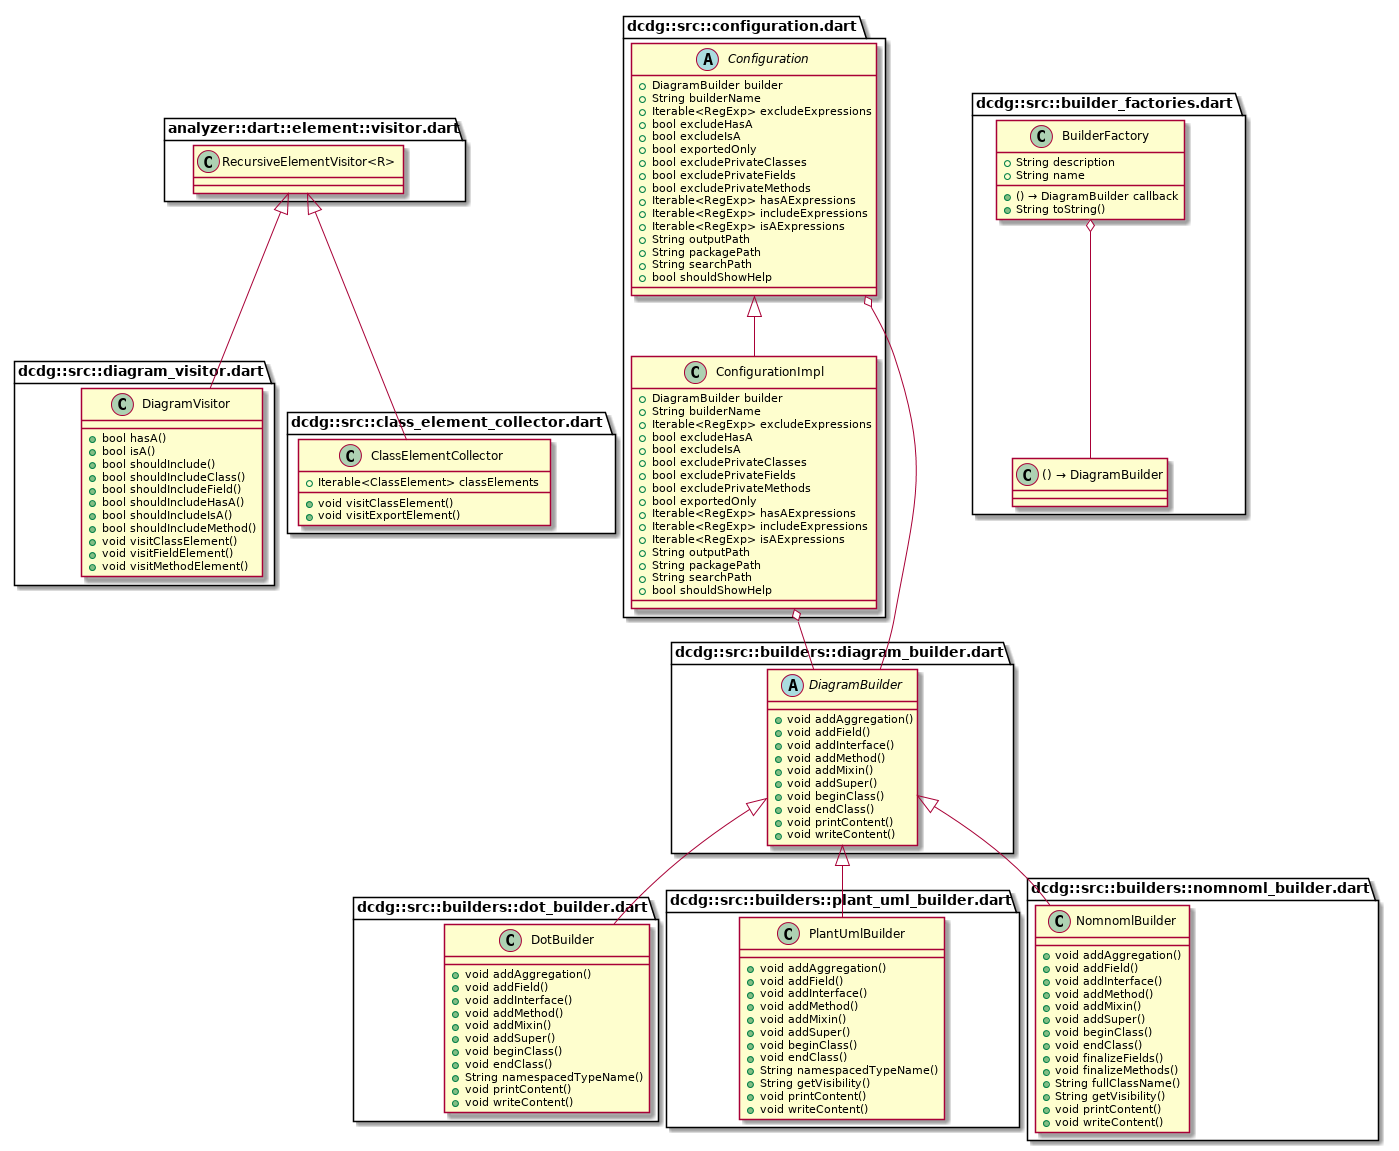 dcdg::src::configuration.dart
A Configuration
DiagramBuilder builder
String builderName
Iterable<RegExp> excludeExpressions
bool excludeHasA
bool excludeIsA
bool exportedOnly
bool excludePrivateClasses
bool excludePrivateFields
bool excludePrivateMethods
Iterable<RegExp> hasAExpressions
Iterable<RegExp> includeExpressions
Iterable<RegExp> isAExpressions
String outputPath
String packagePath
String searchPath
bool shouldShowHelp
dcdg::src::builder_factories.dart
C BuilderFactory
String description
String name
() → DiagramBuilder callback
String toString()
analyzer::dart::element::visitor.dart
C RecursiveElementVisitor<R>
dcdg::src::diagram_visitor.dart
C DiagramVisitor
bool hasA()
bool isA()
bool shouldInclude()
bool shouldIncludeClass()
bool shouldIncludeField()
bool shouldIncludeHasA()
bool shouldIncludeIsA()
bool shouldIncludeMethod()
void visitClassElement()
void visitFieldElement()
void visitMethodElement()
dcdg::src::class_element_collector.dart
C ClassElementCollector
Iterable<ClassElement> classElements
void visitClassElement()
void visitExportElement()
C ConfigurationImpl
DiagramBuilder builder
String builderName
Iterable<RegExp> excludeExpressions
bool excludeHasA
bool excludeIsA
bool excludePrivateClasses
bool excludePrivateFields
bool excludePrivateMethods
bool exportedOnly
Iterable<RegExp> hasAExpressions
Iterable<RegExp> includeExpressions
Iterable<RegExp> isAExpressions
String outputPath
String packagePath
String searchPath
bool shouldShowHelp
C () → DiagramBuilder
dcdg::src::builders::diagram_builder.dart
A DiagramBuilder
void addAggregation()
void addField()
void addInterface()
void addMethod()
void addMixin()
void addSuper()
void beginClass()
void endClass()
void printContent()
void writeContent()
dcdg::src::builders::dot_builder.dart
C DotBuilder
void addAggregation()
void addField()
void addInterface()
void addMethod()
void addMixin()
void addSuper()
void beginClass()
void endClass()
String namespacedTypeName()
void printContent()
void writeContent()
dcdg::src::builders::plant_uml_builder.dart
C PlantUmlBuilder
void addAggregation()
void addField()
void addInterface()
void addMethod()
void addMixin()
void addSuper()
void beginClass()
void endClass()
String namespacedTypeName()
String getVisibility()
void printContent()
void writeContent()
dcdg::src::builders::nomnoml_builder.dart
C NomnomlBuilder
void addAggregation()
void addField()
void addInterface()
void addMethod()
void addMixin()
void addSuper()
void beginClass()
void endClass()
void finalizeFields()
void finalizeMethods()
String fullClassName()
String getVisibility()
void printContent()
void writeContent()